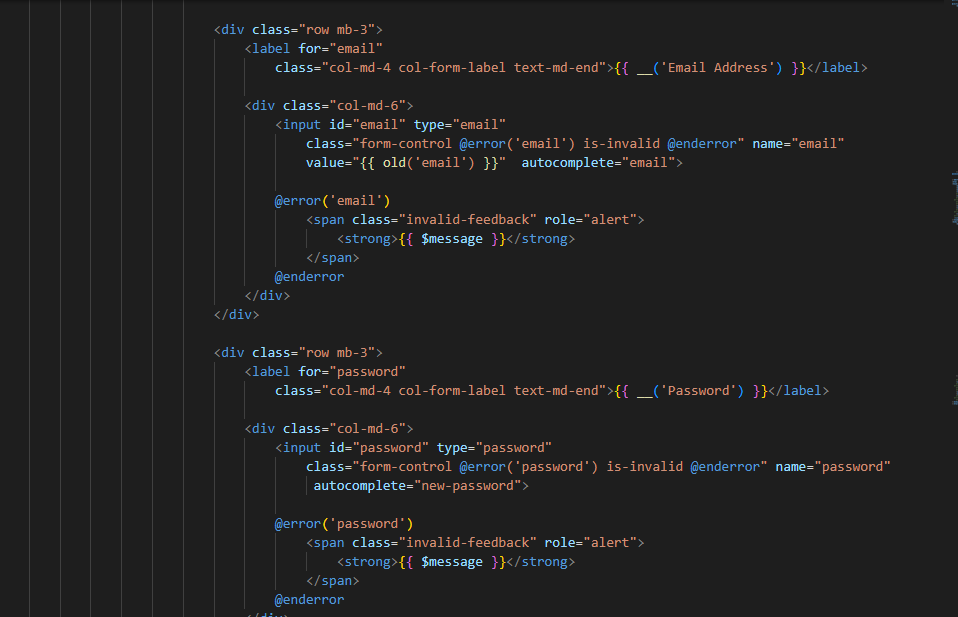 <div class="row mb-3">
<label for="email"
class="col-md-4 col-form-label text-md-end">{{ __('Email Address') }}</label>
<div class="col-md-6">
<input id="email" type="email"
class="form-control @error('email') is-invalid @enderror" name="email"
value="{{ old('email') }}"  autocomplete="email">
@error('email')
<span class="invalid-feedback" role="alert">
<strong>{{ $message }}</strong>
</span>
@enderror
</div>
</div>
<div class="row mb-3">
<label for="password"
class="col-md-4 col-form-label text-md-end">{{ __('Password') }}</label>
<div class="col-md-6">
<input id="password" type="password"
class="form-control @error('password') is-invalid @enderror" name="password"
autocomplete="new-password">
@error('password')
<span class="invalid-feedback" role="alert">
<strong>{{ $message }}</strong>
</span>
@enderror